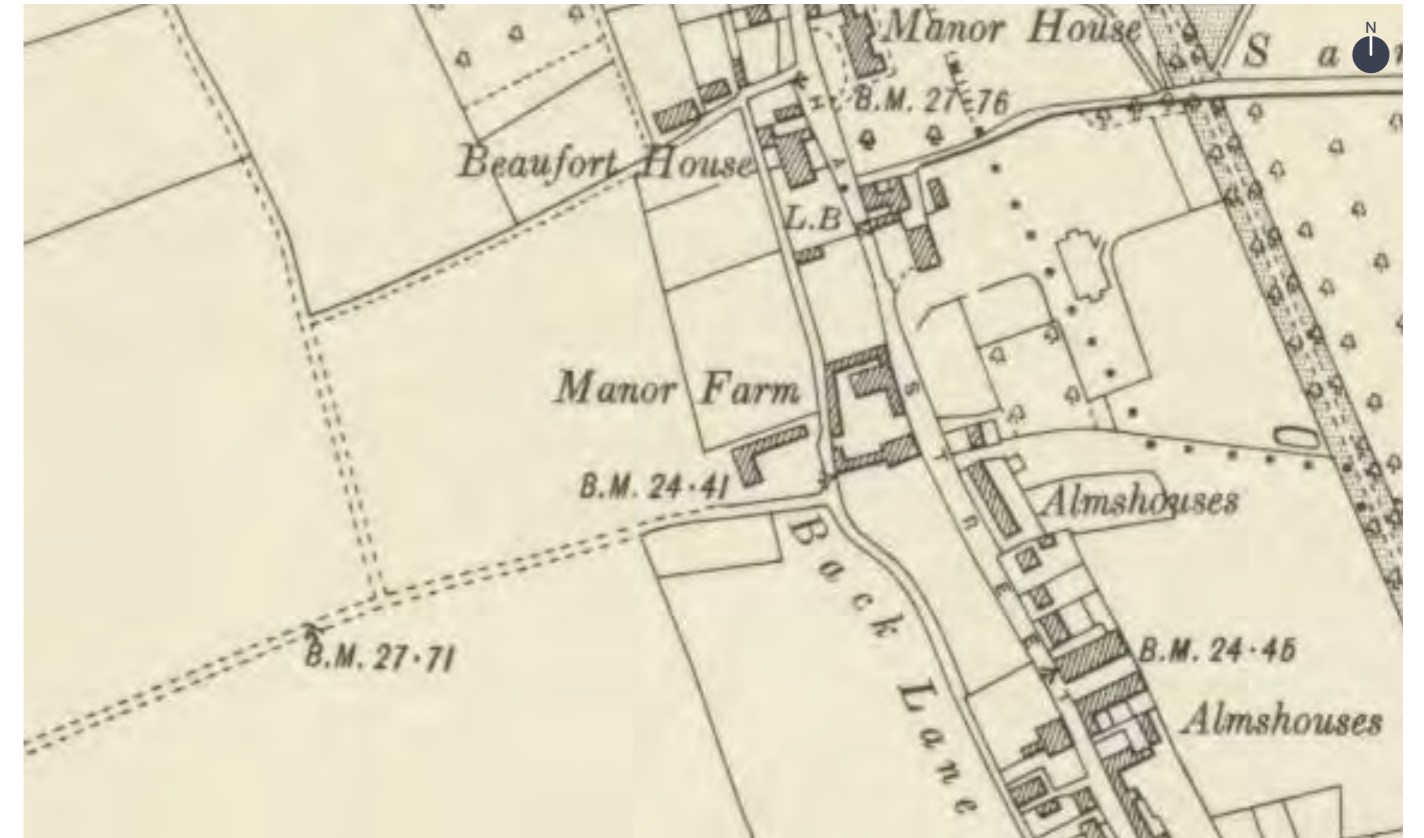 N
Manor House
S a
B.M. 27·76
Beaufort House
L.B
Manor Farm
B.M. 24·41
Almshouses
Back Lane
B.M. 27·71
B.M. 24·45
Almshouses